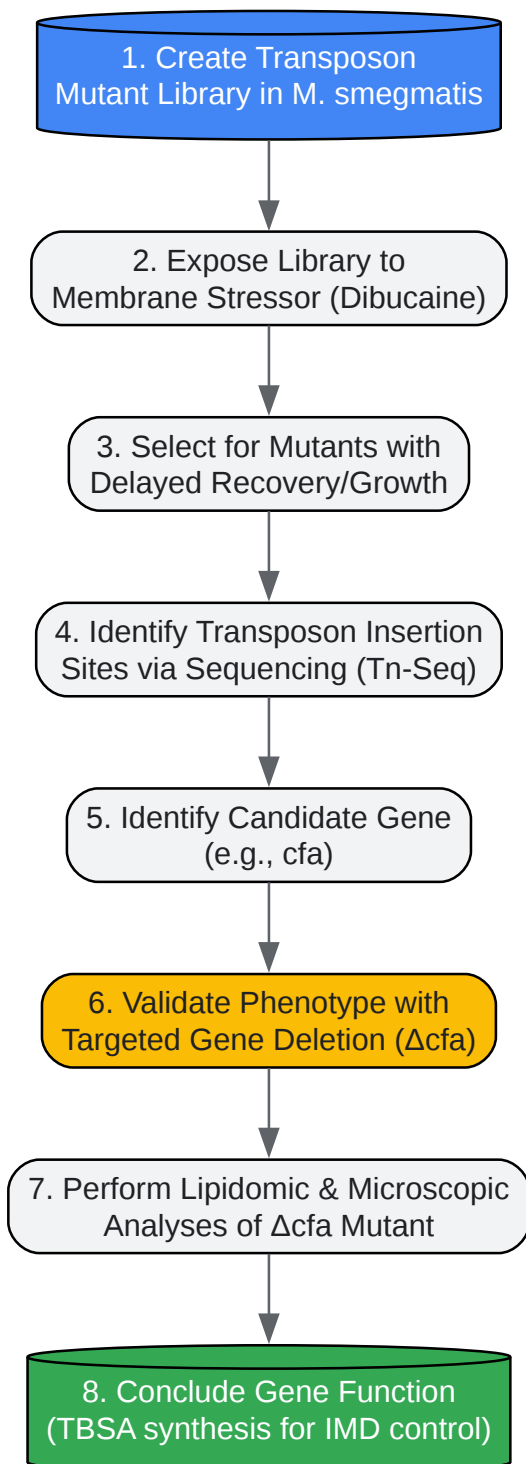 1. Create Transposon
Mutant Library in M. smegmatis
2. Expose Library to
Membrane Stressor (Dibucaine)
3. Select for Mutants with
Delayed Recovery/Growth
4. Identify Transposon Insertion
Sites via Sequencing (Tn-Seq)
5. Identify Candidate Gene
(e.g., cfa)
6. Validate Phenotype with
Targeted Gene Deletion (Δcfa)
7. Perform Lipidomic & Microscopic
Analyses of Δcfa Mutant
8. Conclude Gene Function
(TBSA synthesis for IMD control)